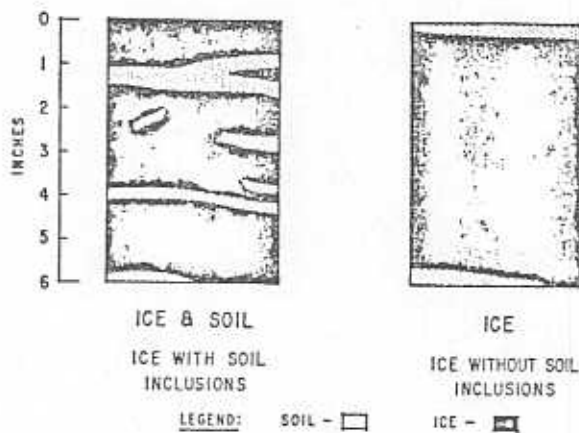 0
1
2
3
4
5
6
INCHES
ICE & SOIL
ICE WITH SOIL
INCLUSIONS
ICE
ICE WITHOUT SOIL
INCLUSIONS
LEGEND: SOIL - ICE -